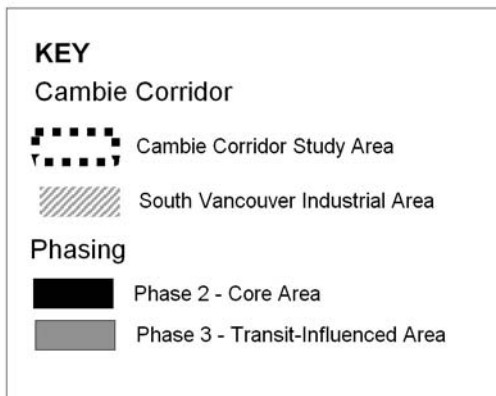 KEY
Cambie Corridor
Cambie Corridor Study Area
South Vancouver Industrial Area
Phasing
Phase 2 - Core Area
Phase 3 - Transit-Influenced Area